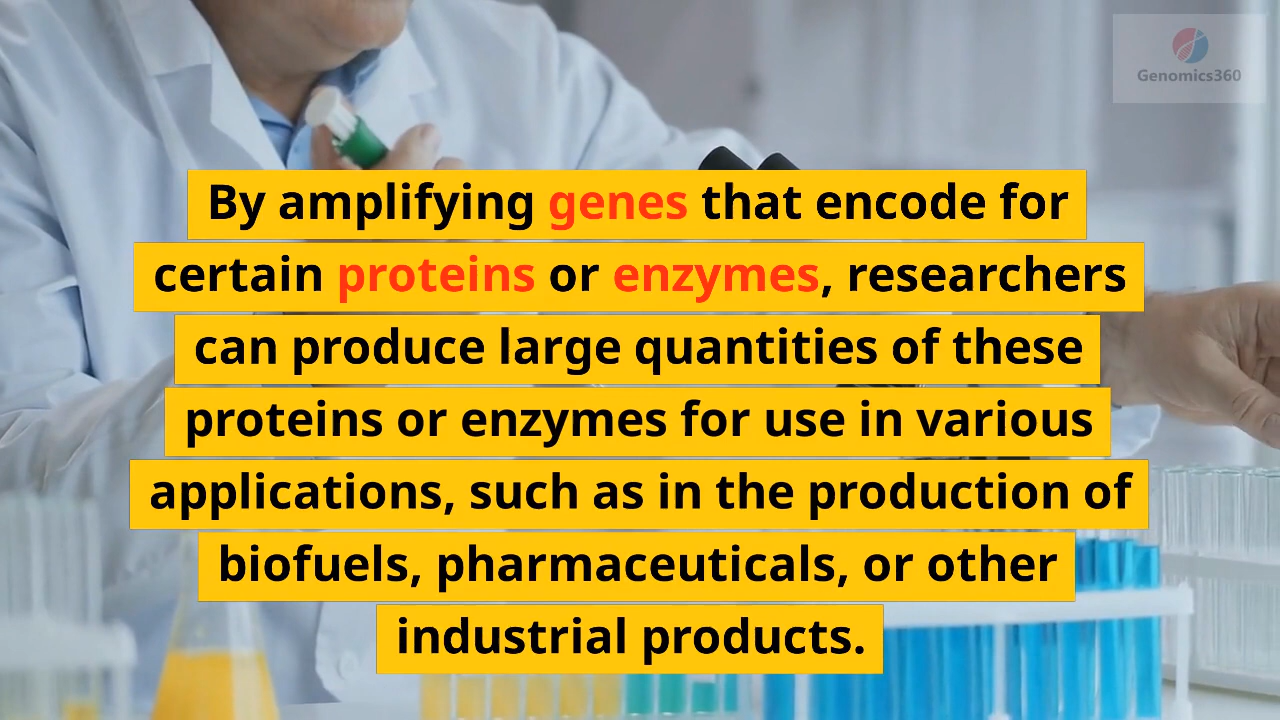 Genomics360
By amplifying genes that encode for
certain proteins or enzymes, researchers
can produce large quantities of these
proteins or enzymes for use in various
applications, such as in the production of
biofuels, pharmaceuticals, or other
industrial products.